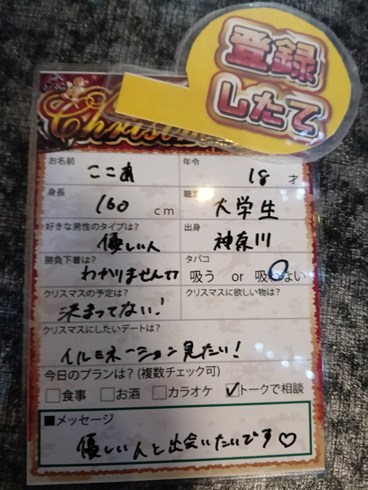 登録
したて
Christm
お名前 ここあ 年令 18才
身長 160cm 大学生
好きな男性のタイプは? 優しい人 出身 神奈川
勝負下着は? わかりません タバコ 吸う or 吸わない
クリスマスの予定は? 決まってない! クリスマスに欲しい物は?
クリスマスにしたいデートは?
イルミネーション見たい!
今日のプランは?(複数チェック可)
□食事 □お酒 □カラオケ ☑トークで相談
■メッセージ
優しい人と出会いたいです♡